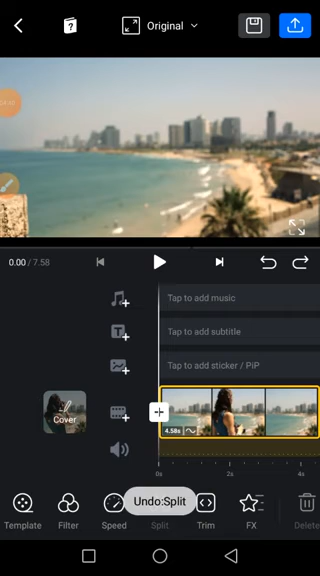 Original
0.00 / 7.58
Tap to add music
Tap to add subtitle
Tap to add sticker / PiP
Cover
4.58s
0s
2s
4s
Undo:Split
Template
Filter
Speed
Split
Trim
FX
Delete